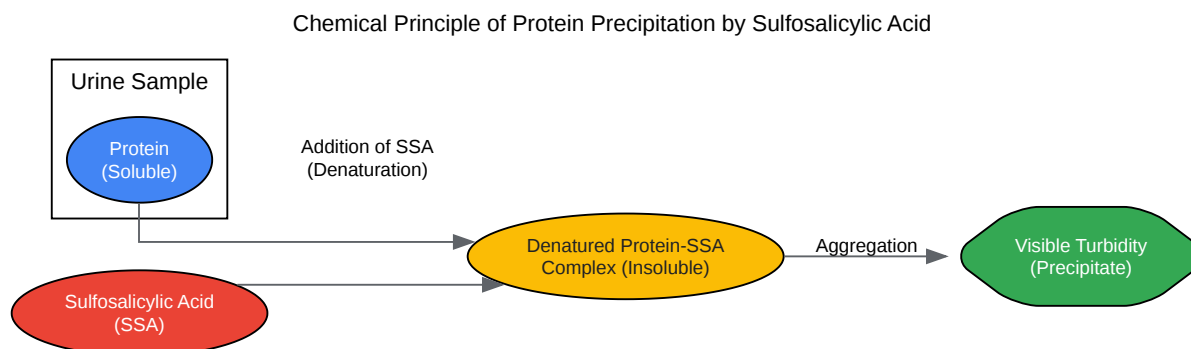 Chemical Principle of Protein Precipitation by Sulfosalicylic Acid
Urine Sample
Protein
(Soluble)
Addition of SSA
(Denaturation)
Denatured Protein-SSA
Complex (Insoluble)
Aggregation
Visible Turbidity
(Precipitate)
Sulfosalicylic Acid
(SSA)